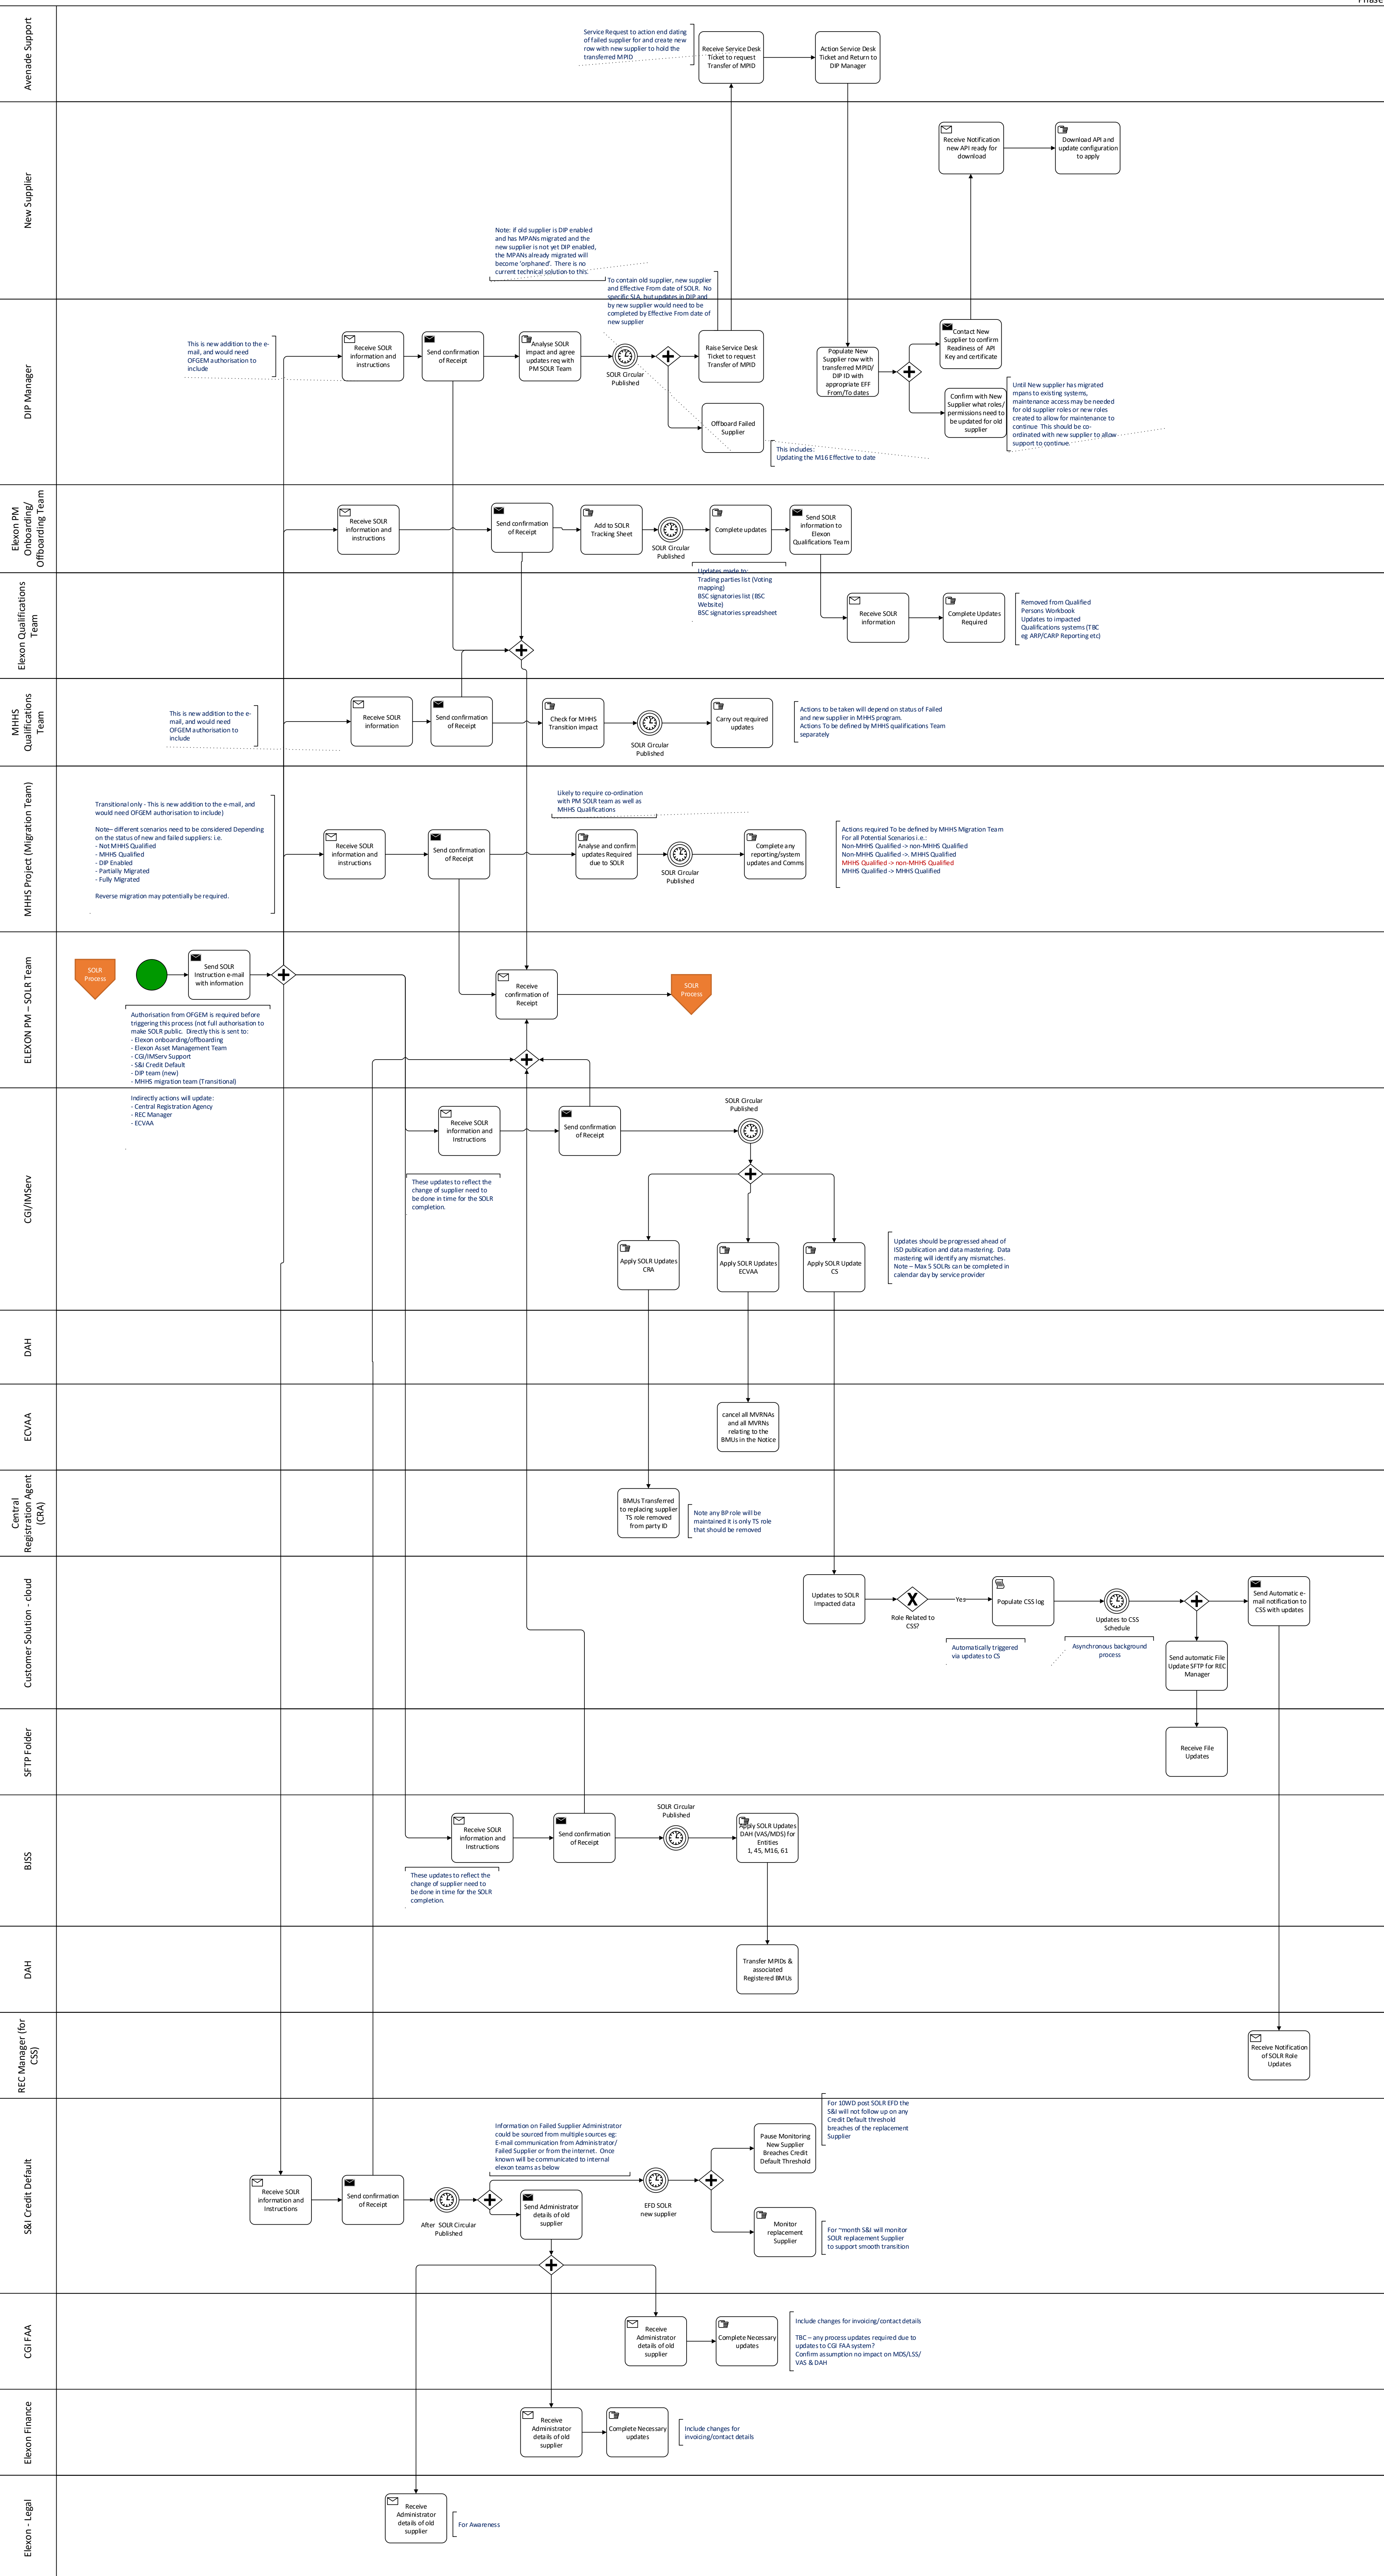 Phase
Avenade Support
Service Request to action end dating
of failed supplier for and create new
row with new supplier to hold the
transferred MPID
Receive Service Desk
Ticket to request
Transfer of MPID
Action Service Desk
Ticket and Return to
DIP Manager
New Supplier
Receive Notification
new API ready for
download
Download API and
update configuration
to apply
Note: if old supplier is DIP enabled
and has MPANs migrated and the
new supplier is not yet DIP enabled,
the MPANs already migrated will
become 'orphaned'. There is no
current technical solution to this.
To contain old supplier, new supplier
and Effective From date of SOLR. No
specific SLA, but updates in DIP and
by new supplier would need to be
completed by Effective From date of
new supplier
DIP Manager
This is new addition to the e-
mail, and would need
OFGEM authorisation to
include
Receive SOLR
information and
instructions
Send confirmation
of Receipt
Analyse SOLR
impact and agree
updates req with
PM SOLR Team
SOLR Circular
Published
Raise Service Desk
Ticket to request
Transfer of MPID
Offboard Failed
Supplier
This includes:
Updating the M16 Effective to date
Populate New
Supplier row with
transferred MPID/
DIP ID with
appropriate EFF
From/To dates
Contact New
Supplier to confirm
Readiness of API
Key and certificate
Confirm with New
Supplier what roles/
permissions need to
be updated for old
supplier
Until New supplier has migrated
mpans to existing systems,
maintenance access may be needed
for old supplier roles or new roles
created to allow for maintenance to
continue This should be co-
ordinated with new supplier to allow
support to continue.
Elexon PM
Onboarding/
Offboarding Team
Receive SOLR
information and
instructions
Send confirmation
of Receipt
Add to SOLR
Tracking Sheet
SOLR Circular
Published
Complete updates
Send SOLR
information to
Elexon
Qualifications Team
Updates made to:
Trading parties list (Voting
mapping)
BSC signatories list (BSC
Website)
BSC signatories spreadsheet
Elexon Qualifications
Team
Receive SOLR
information
Complete Updates
Required
Removed from Qualified
Persons Workbook
Updates to impacted
Qualifications systems (TBC
eg ARP/CARP Reporting etc)
MHHS
Qualifications
Team
This is new addition to the e-
mail, and would need
OFGEM authorisation to
include
Receive SOLR
information
Send confirmation
of Receipt
Check for MHHS
Transition impact
SOLR Circular
Published
Carry out required
updates
Actions to be taken will depend on status of Failed
and new supplier in MHHS program.
Actions To be defined by MHHS qualifications Team
separately
MHHS Project (Migration Team)
Transitional only - This is new addition to the e-mail, and
would need OFGEM authorisation to include)
Note– different scenarios need to be considered Depending
on the status of new and failed suppliers: i.e.
- Not MHHS Qualified
- MHHS Qualified
- DIP Enabled
- Partially Migrated
- Fully Migrated
Reverse migration may potentially be required.
Receive SOLR
information and
instructions
Send confirmation
of Receipt
Likely to require co-ordination
with PM SOLR team as well as
MHHS Qualifications
Analyse and confirm
updates Required
due to SOLR
SOLR Circular
Published
Complete any
reporting/system
updates and Comms
Actions required To be defined by MHHS Migration Team
For all Potential Scenarios i.e.:
Non-MHHS Qualified -> non-MHHS Qualified
Non-MHHS Qualified ->. MHHS Qualified
MHHS Qualified -> non-MHHS Qualified
MHHS Qualified -> MHHS Qualified
ELEXON PM – SOLR Team
SOLR
Process
Send SOLR
Instruction e-mail
with information
Receive
confirmation of
Receipt
SOLR
Process
Authorisation from OFGEM is required before
triggering this process (not full authorisation to
make SOLR public. Directly this is sent to:
- Elexon onboarding/offboarding
- Elexon Asset Management Team
- CGI/IMServ Support
- S&I Credit Default
- DIP team (new)
- MHHS migration team (Transitional)
Indirectly actions will update:
- Central Registration Agency
- REC Manager
- ECVAA
CGI/IMServ
Receive SOLR
information and
Instructions
Send confirmation
of Receipt
SOLR Circular
Published
These updates to reflect the
change of supplier need to
be done in time for the SOLR
completion.
Apply SOLR Updates
CRA
Apply SOLR Updates
ECVAA
Apply SOLR Update
CS
Updates should be progressed ahead of
ISD publication and data mastering. Data
mastering will identify any mismatches.
Note – Max 5 SOLRs can be completed in
calendar day by service provider
DAH
ECVAA
cancel all MVRNAs
and all MVRNs
relating to the
BMUs in the Notice
Central
Registration Agent
(CRA)
BMUs Transferred
to replacing supplier
TS role removed
from party ID
Note any BP role will be
maintained it is only TS role
that should be removed
Customer Solution - cloud
Updates to SOLR
Impacted data
Role Related to
CSS?
Yes
Populate CSS log
Updates to CSS
Schedule
Send Automatic e-
mail notification to
CSS with updates
Automatically triggered
via updates to CS
Asynchronous background
process
Send automatic File
Update SFTP for REC
Manager
SFTP Folder
Receive File
Updates
BJSS
Receive SOLR
information and
Instructions
Send confirmation
of Receipt
SOLR Circular
Published
Apply SOLR Updates
DAH (VAS/MDS) for
Entities
1, 45, M16, 61
These updates to reflect the
change of supplier need to
be done in time for the SOLR
completion.
DAH
Transfer MPIDs &
associated
Registered BMUs
REC Manager (for
CSS)
Receive Notification
of SOLR Role
Updates
S&I Credit Default
Receive SOLR
information and
Instructions
Send confirmation
of Receipt
After SOLR Circular
Published
Information on Failed Supplier Administrator
could be sourced from multiple sources eg:
E-mail communication from Administrator/
Failed Supplier or from the internet. Once
known will be communicated to internal
elexon teams as below
Send Administrator
details of old
supplier
EFD SOLR
new supplier
Pause Monitoring
New Supplier
Breaches Credit
Default Threshold
For 10WD post SOLR EFD the
S&I will not follow up on any
Credit Default threshold
breaches of the replacement
Supplier
Monitor
replacement
Supplier
For ~month S&I will monitor
SOLR replacement Supplier
to support smooth transition
CGI FAA
Receive
Administrator
details of old
supplier
Complete Necessary
updates
Include changes for invoicing/contact details
TBC – any process updates required due to
updates to CGI FAA system?
Confirm assumption no impact on MDS/LSS/
VAS & DAH
Elexon Finance
Receive
Administrator
details of old
supplier
Complete Necessary
updates
Include changes for
invoicing/contact details
Elexon - Legal
Receive
Administrator
details of old
supplier
For Awareness